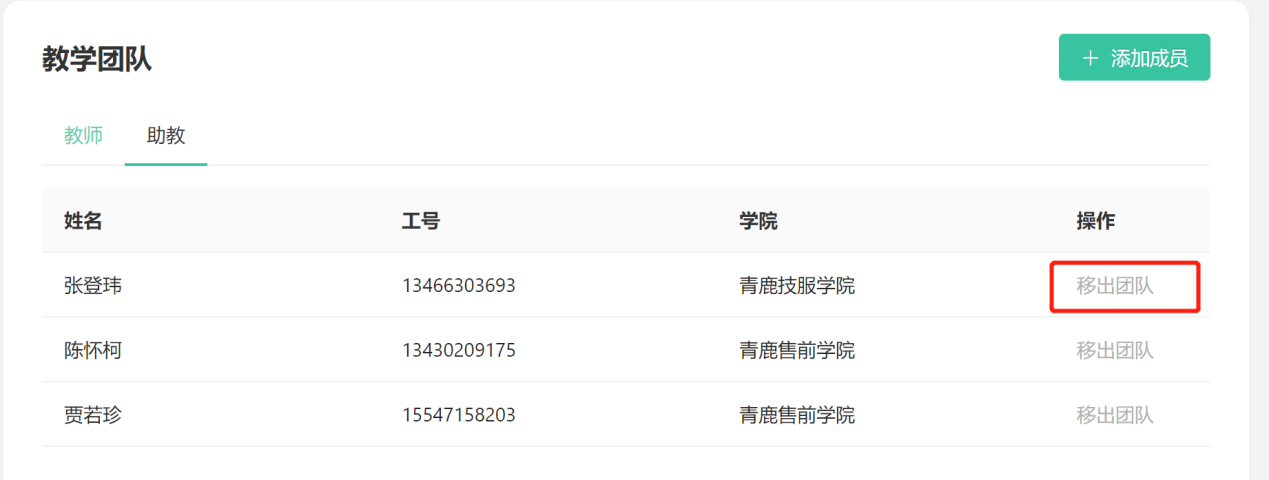 教学团队
+ 添加成员
教师 助教
姓名 工号 学院 操作
张登玮 13466303693 青鹿技服学院 移出团队
陈怀柯 13430209175 青鹿售前学院 移出团队
贾若珍 15547158203 青鹿售前学院 移出团队